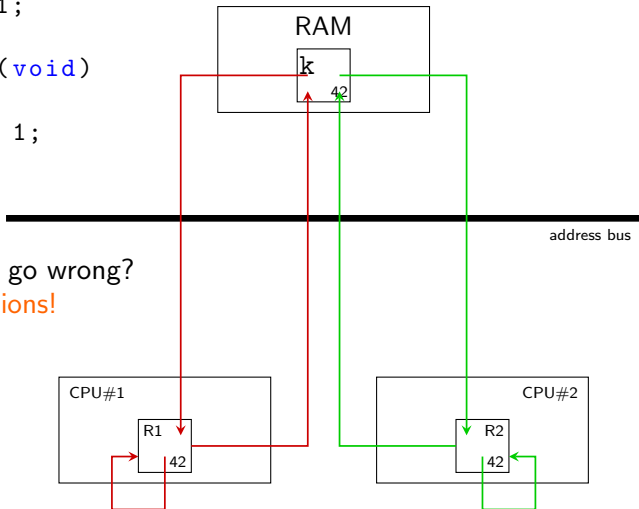 1;
(void)
1;
RAM
k
42
address bus
go wrong?
ions!
CPU#1
R1
42
CPU#2
R2
42